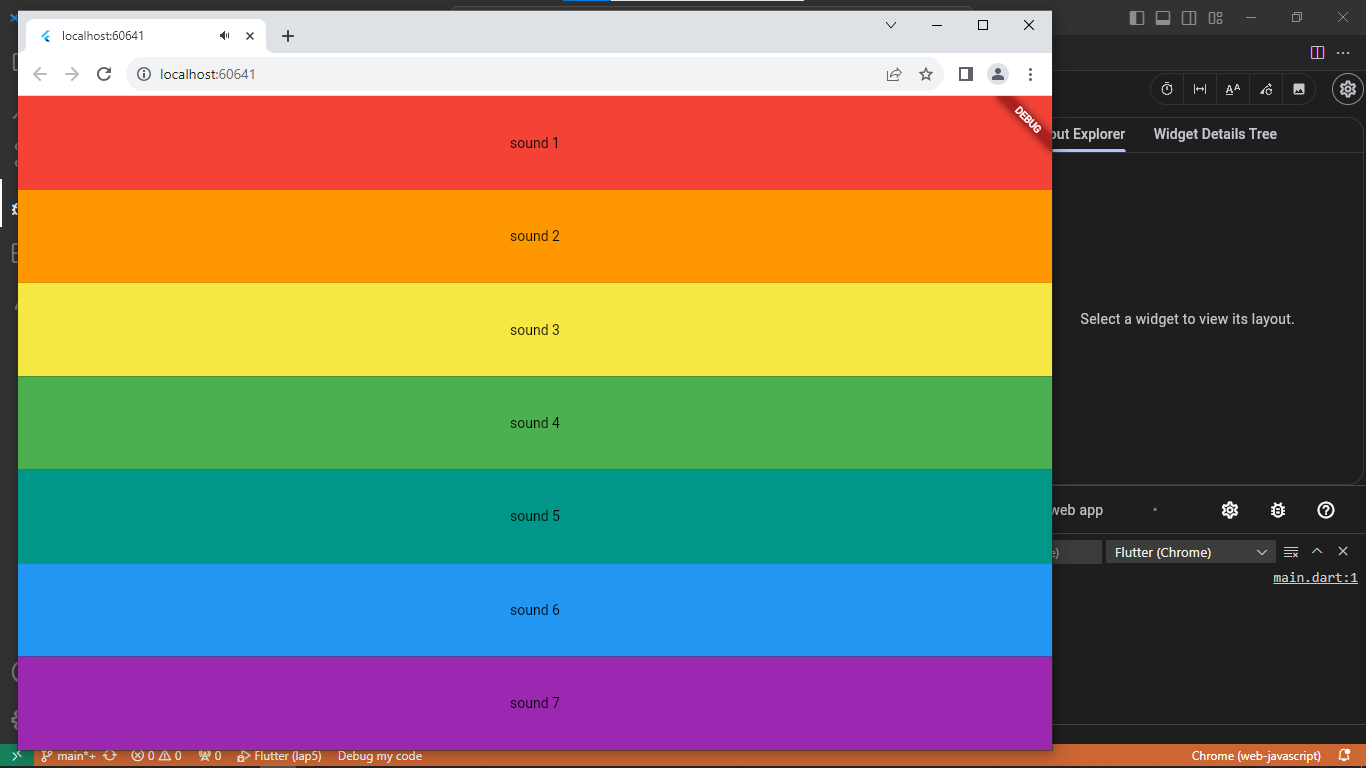 localhost:60641
localhost:60641
DEBUG
sound 1
sound 2
sound 3
sound 4
sound 5
sound 6
sound 7
Explorer
Widget Details Tree
Select a widget to view its layout.
web app
Flutter (Chrome)
main.dart:1
main*+
0 0
0
Flutter (lap5)
Debug my code
Chrome (web-javascript)